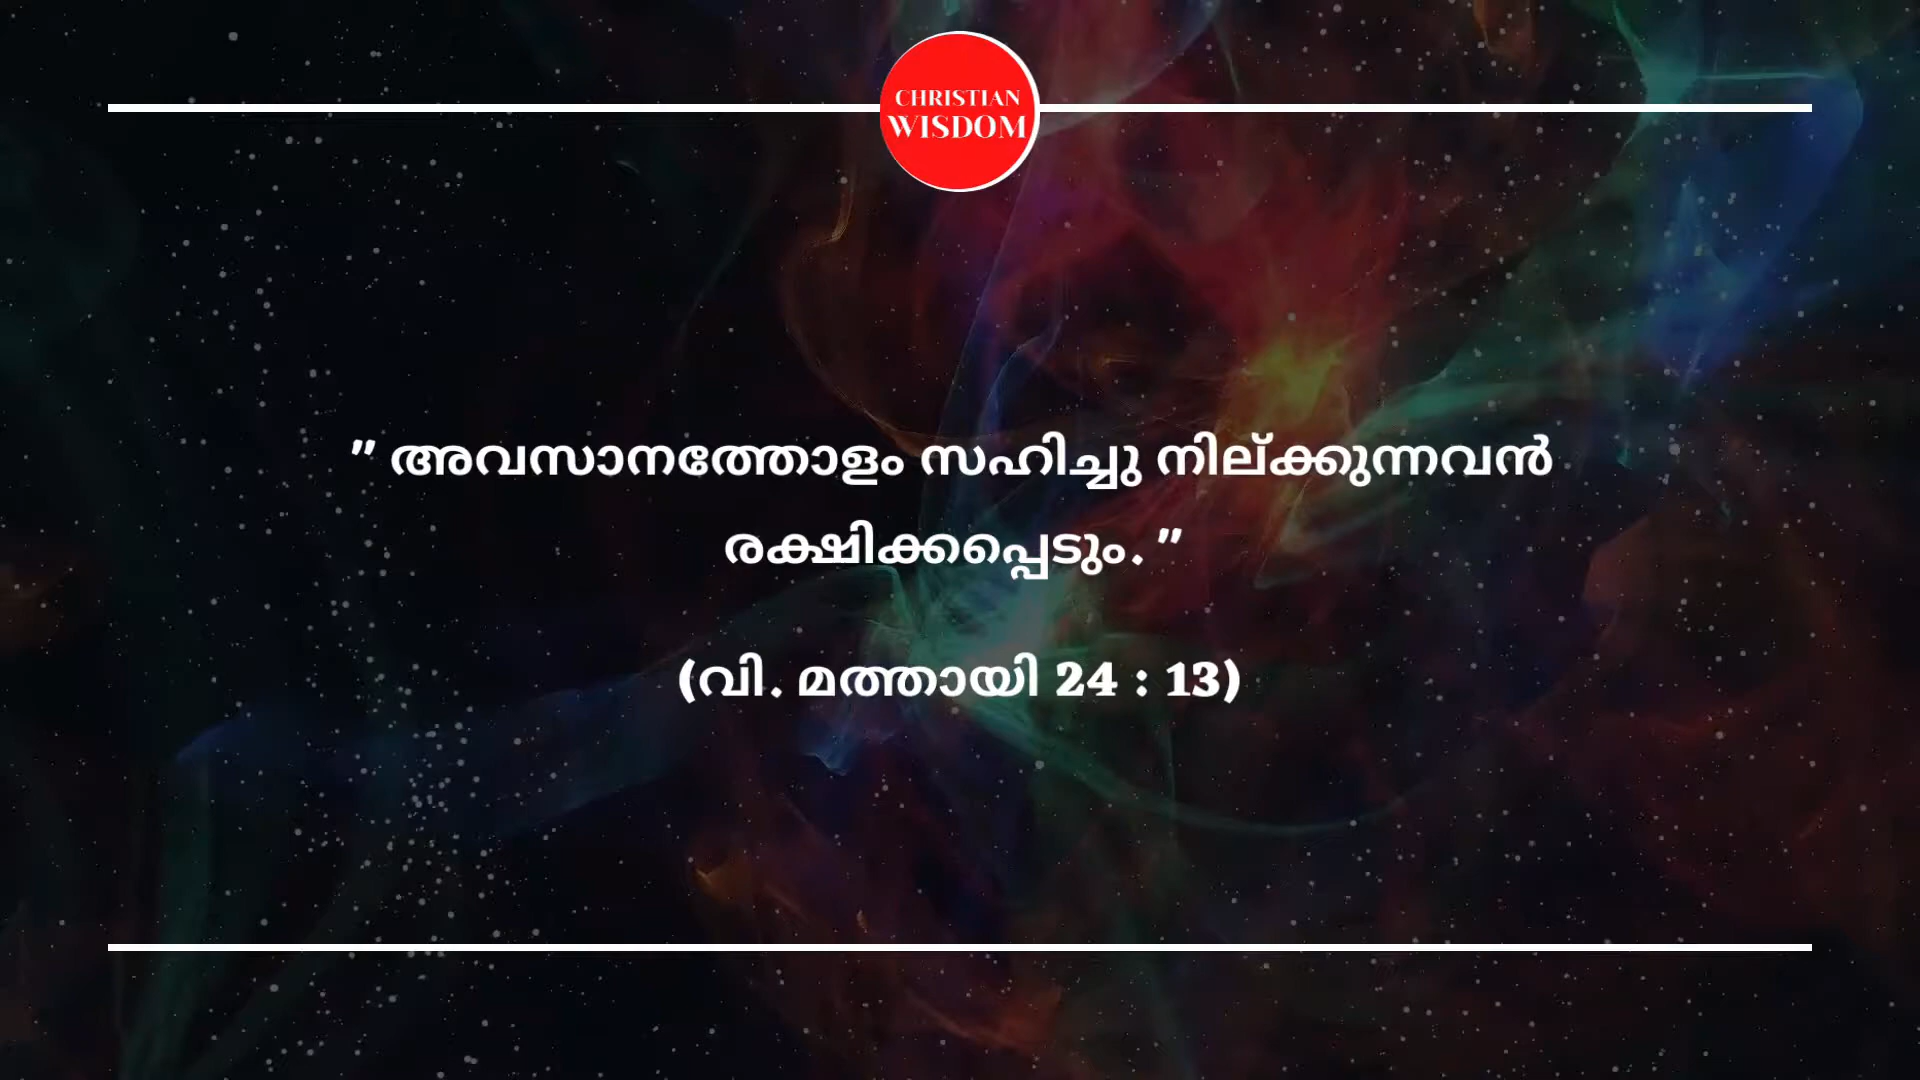 CHRISTIAN
WISDOM
" അവസാനത്തോളം സഹിച്ചു നില്ക്കുന്നവൻ
രക്ഷിക്കപ്പെടും. "
(വി. മത്തായി 24 : 13)